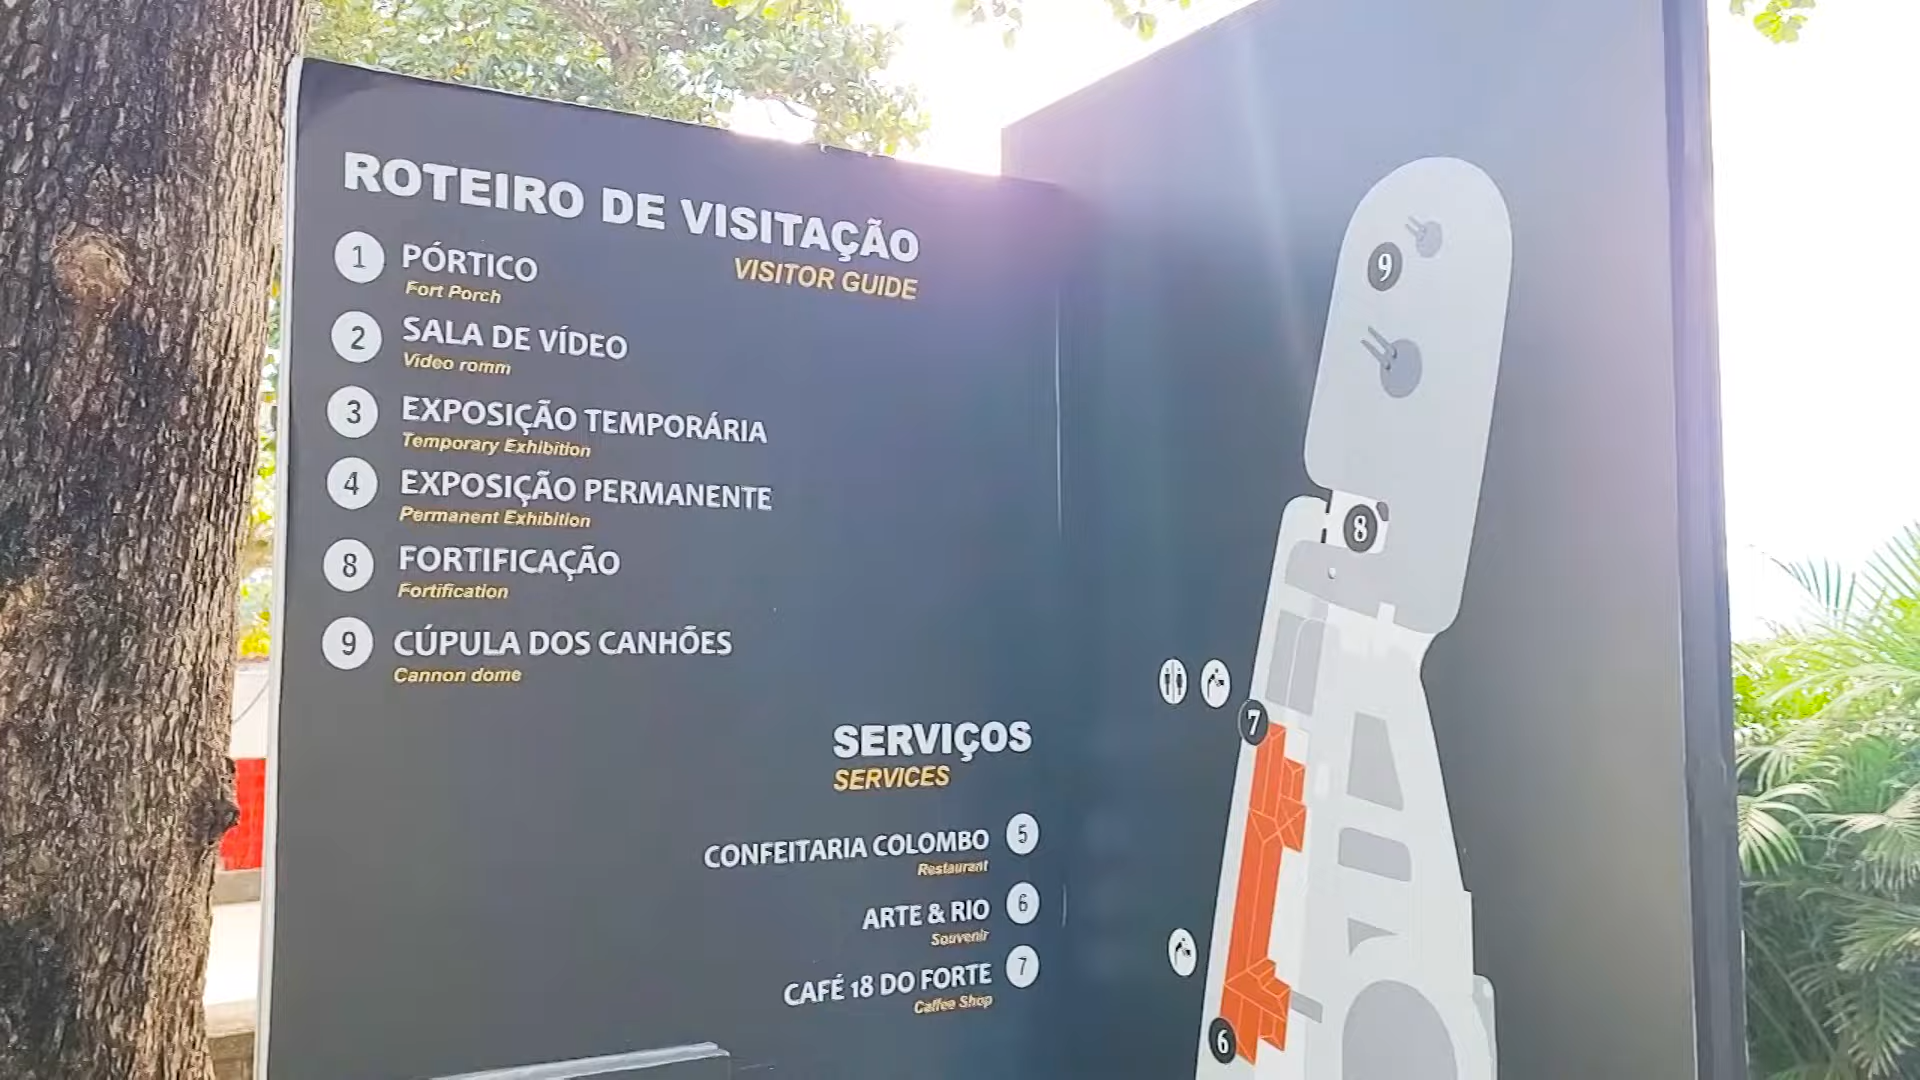 ROTEIRO DE VISITAÇÃO
VISITOR GUIDE
1 PÓRTICO
Fort Porch
2 SALA DE VÍDEO
Video romm
3 EXPOSIÇÃO TEMPORÁRIA
Temporary Exhibition
4 EXPOSIÇÃO PERMANENTE
Permanent Exhibition
8 FORTIFICAÇÃO
Fortification
9 CÚPULA DOS CANHÕES
Cannon dome
SERVIÇOS
SERVICES
CONFEITARIA COLOMBO 5
Restaurant
ARTE & RIO 6
Souvenir
CAFÉ 18 DO FORTE 7
Caffee Shop
9
8
7
6